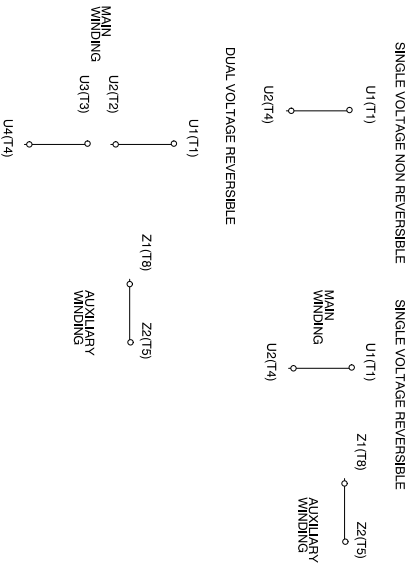 SINGLE VOLTAGE NON REVERSIBLE
U1(T1)
U2(T4)
SINGLE VOLTAGE REVERSIBLE
U1(T1)
MAIN
WINDING
U2(T4)
Z1(T8)
Z2(T5)
AUXILIARY
WINDING
DUAL VOLTAGE REVERSIBLE
U1(T1)
MAIN
WINDING
U2(T2)
U3(T3)
U4(T4)
Z1(T8)
Z2(T5)
AUXILIARY
WINDING